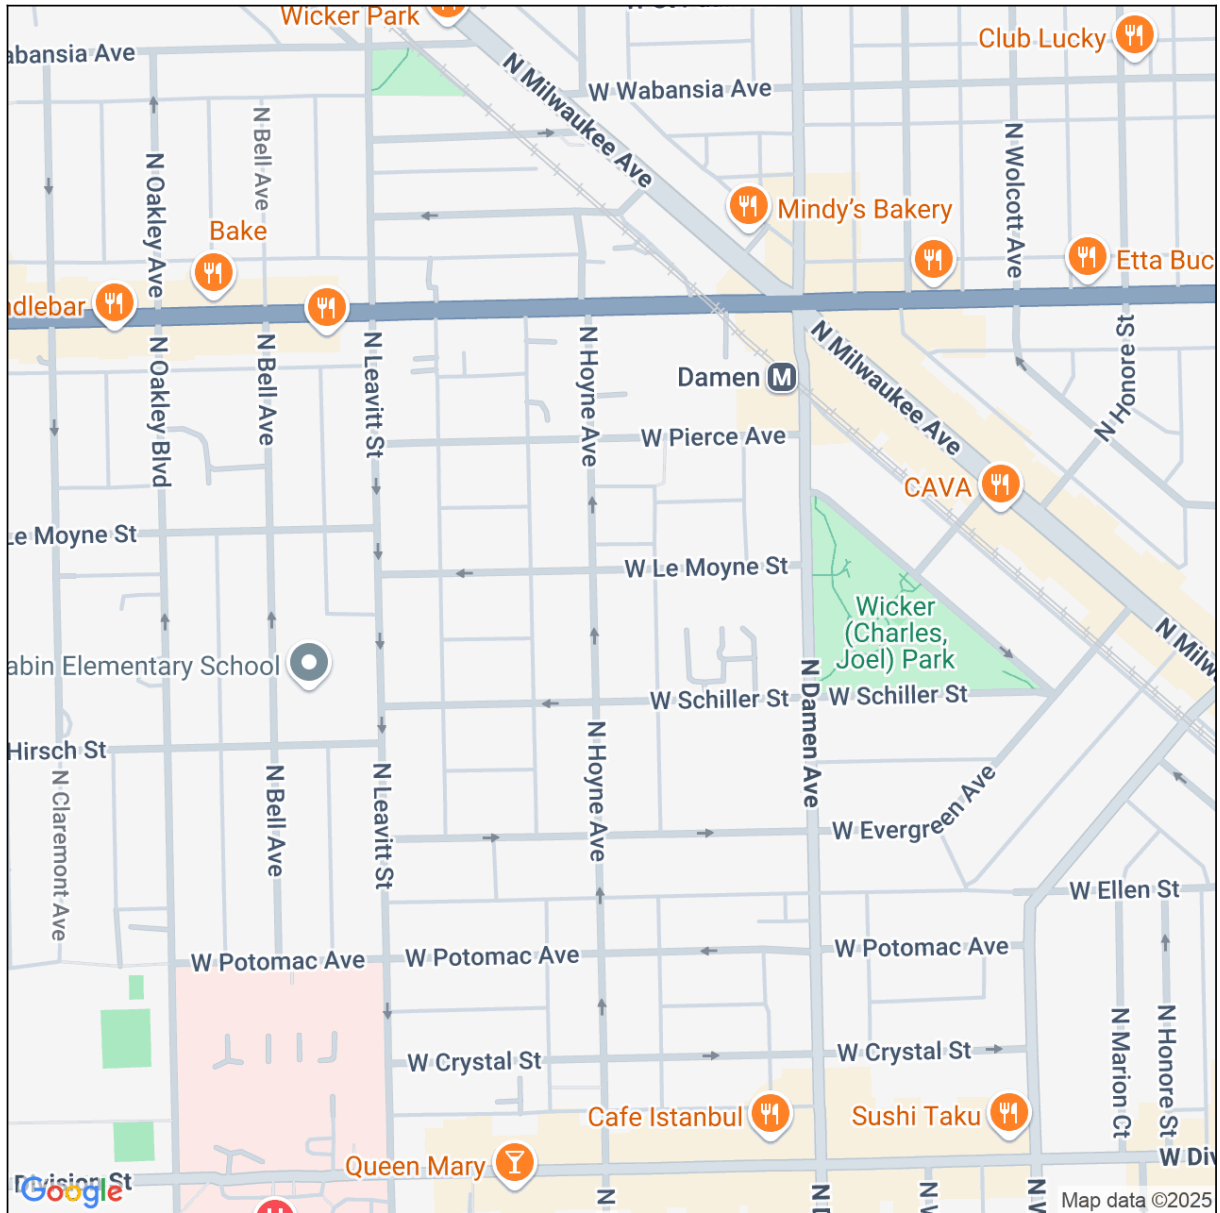 Wicker Park
Club Lucky
abansia Ave
W Wabansia Ave
N Milwaukee Ave
N Bell Ave
N Oakley Ave
N Wolcott Ave
Mindy's Bakery
Bake
Etta Buc
ndlebar
N Honore St
N Milwaukee Ave
N Oakley Blvd
N Bell Ave
N Leavitt St
N Hoyne Ave
Damen
M
W Pierce Ave
CAVA
Le Moyne St
W Le Moyne St
Wicker
(Charles,
Joel) Park
N Milw
abin Elementary School
W Schiller St
W Schiller St
N Damen Ave
Hirsch St
N Claremont Ave
N Bell Ave
N Leavitt St
N Hoyne Ave
W Evergreen Ave
W Ellen St
W Potomac Ave
W Potomac Ave
W Potomac Ave
N Marion Ct
N Honore St
W Crystal St
W Crystal St
Cafe Istanbul
Sushi Taku
Queen Mary
W Div
Division St
Google
N
N D
N W
N W
Map data ©2025